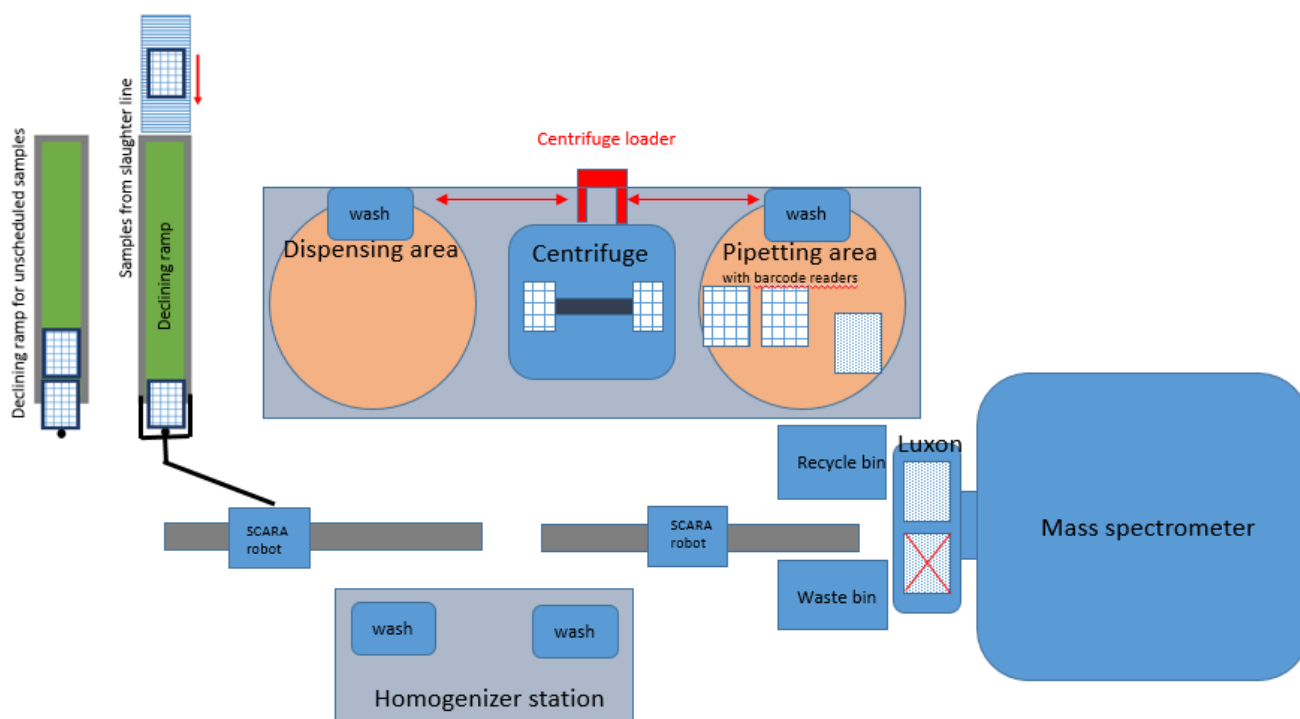 Declining ramp for unscheduled samples
Samples from slaughter line
Declining ramp
Centrifuge loader
wash
Dispensing area
Centrifuge
wash
Pipetting area
with barcode readers
Recycle bin
Luxon
Mass spectrometer
SCARA
robot
SCARA
robot
Waste bin
wash
wash
Homogenizer station